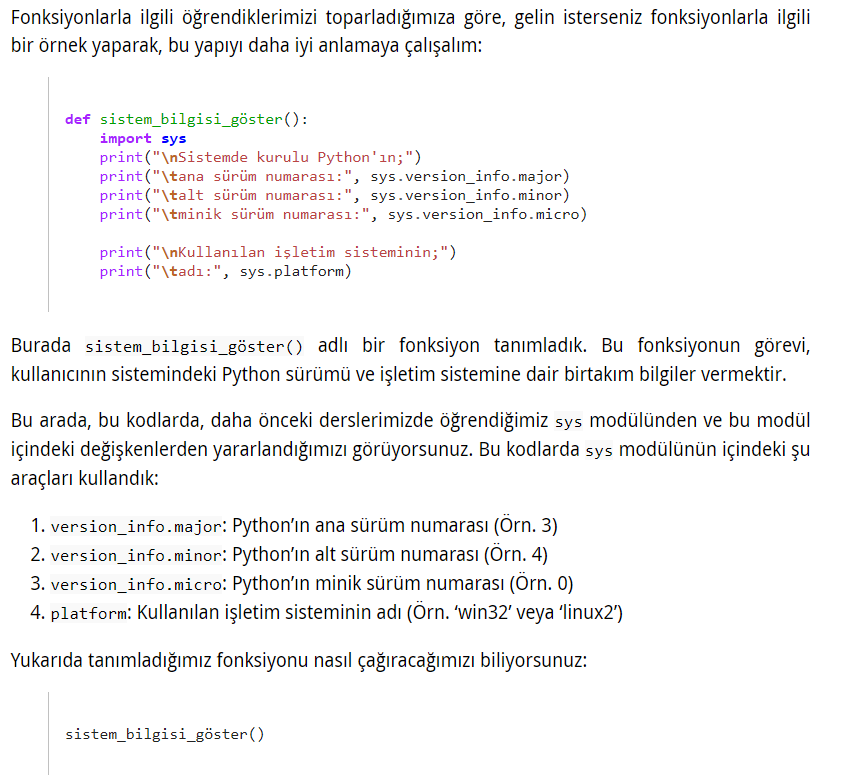 Fonksiyonlarla ilgili öğrendiklerimizi toparladığımıza göre, gelin isterseniz fonksiyonlarla ilgili
bir örnek yaparak, bu yapıyı daha iyi anlamaya çalışalım:
def sistem_bilgisi_göster():
    import sys
    print("\nSistemde kurulu Python'ın;")
    print("\tana sürüm numarası:", sys.version_info.major)
    print("\talt sürüm numarası:", sys.version_info.minor)
    print("\tminik sürüm numarası:", sys.version_info.micro)
    print("\nKullanılan işletim sisteminin;")
    print("\tadı:", sys.platform)
Burada sistem_bilgisi_göster() adlı bir fonksiyon tanımladık. Bu fonksiyonun görevi,
kullanıcının sistemindeki Python sürümü ve işletim sistemine dair birtakım bilgiler vermektir.
Bu arada, bu kodlarda, daha önceki derslerimizde öğrendiğimiz sys modülünden ve bu modül
içindeki değişkenlerden yararlandığımızı görüyorsunuz. Bu kodlarda sys modülünün içindeki şu
araçları kullandık:
1. version_info.major: Python’ın ana sürüm numarası (Örn. 3)
2. version_info.minor: Python’ın alt sürüm numarası (Örn. 4)
3. version_info.micro: Python’ın minik sürüm numarası (Örn. 0)
4. platform: Kullanılan işletim sisteminin adı (Örn. ‘win32’ veya ‘linux2’)
Yukarıda tanımladığımız fonksiyonu nasıl çağıracağımızı biliyorsunuz:
sistem_bilgisi_göster()